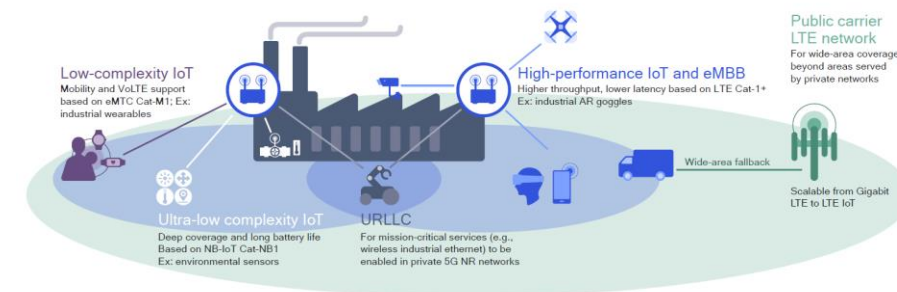 Public carrier
LTE network
For wide-area coverage
beyond areas served
by private networks
Low-complexity IoT
Mobility and VoLTE support
based on eMTC Cat-M1; Ex:
industrial wearables
High-performance IoT and eMBB
Higher throughput, lower latency based on LTE Cat-1+
Ex: industrial AR goggles
Wide-area fallback
Scalable from Gigabit
LTE to LTE IoT
Ultra-low complexity IoT
Deep coverage and long battery life
Based on NB-IoT Cat-NB1
Ex: environmental sensors
URLLC
For mission-critical services (e.g.,
wireless industrial ethernet) to be
enabled in private 5G NR networks